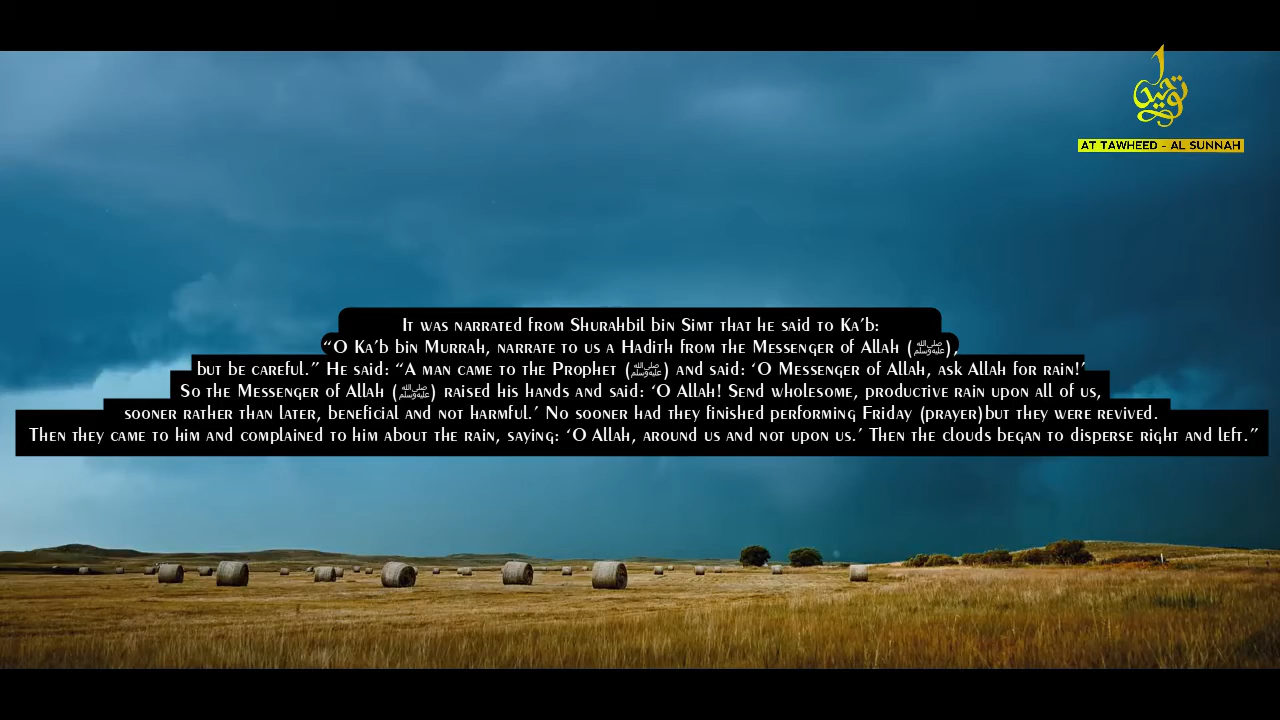 توحيد
AT TAWHEED - AL SUNNAH
It was narrated from Shurahbil bin Simt that he said to Ka'b:
“O Ka'b bin Murrah, narrate to us a Hadith from the Messenger of Allah (ﷺ),
but be careful.” He said: “A man came to the Prophet (ﷺ) and said: ‘O Messenger of Allah, ask Allah for rain!’
So the Messenger of Allah (ﷺ) raised his hands and said: ‘O Allah! Send wholesome, productive rain upon all of us,
sooner rather than later, beneficial and not harmful.’ No sooner had they finished performing Friday (prayer)but they were revived.
Then they came to him and complained to him about the rain, saying: ‘O Allah, around us and not upon us.’ Then the clouds began to disperse right and left.”